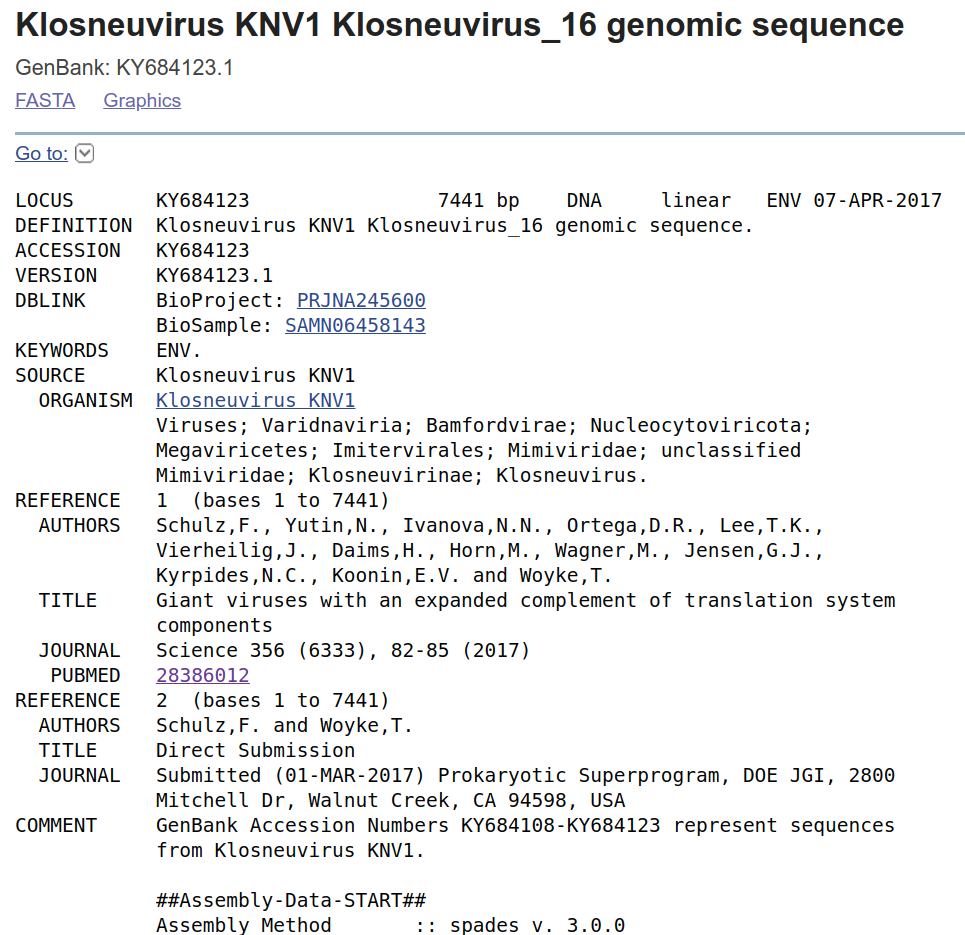 Klosneuvirus KNV1 Klosneuvirus_16 genomic sequence
GenBank: KY684123.1
FASTA Graphics
Go to:
LOCUS KY684123 7441 bp DNA linear ENV 07-APR-2017
DEFINITION Klosneuvirus KNV1 Klosneuvirus_16 genomic sequence.
ACCESSION KY684123
VERSION KY684123.1
DBLINK BioProject: PRJNA245600
BioSample: SAMN06458143
KEYWORDS ENV.
SOURCE Klosneuvirus KNV1
ORGANISM Klosneuvirus KNV1
Viruses; Varidnaviria; Bamfordvirae; Nucleocytoviricota;
Megaviricetes; Imitervirales; Mimiviridae; unclassified
Mimiviridae; Klosneuvirinae; Klosneuvirus.
REFERENCE 1 (bases 1 to 7441)
AUTHORS Schulz,F., Yutin,N., Ivanova,N.N., Ortega,D.R., Lee,T.K.,
Vierheilig,J., Daims,H., Horn,M., Wagner,M., Jensen,G.J.,
Kyrpides,N.C., Koonin,E.V. and Woyke,T.
TITLE Giant viruses with an expanded complement of translation system
components
JOURNAL Science 356 (6333), 82-85 (2017)
PUBMED 28386012
REFERENCE 2 (bases 1 to 7441)
AUTHORS Schulz,F. and Woyke,T.
TITLE Direct Submission
JOURNAL Submitted (01-MAR-2017) Prokaryotic Superprogram, DOE JGI, 2800
Mitchell Dr, Walnut Creek, CA 94598, USA
COMMENT GenBank Accession Numbers KY684108-KY684123 represent sequences
from Klosneuvirus KNV1.
##Assembly-Data-START##
Assembly Method :: spades v. 3.0.0